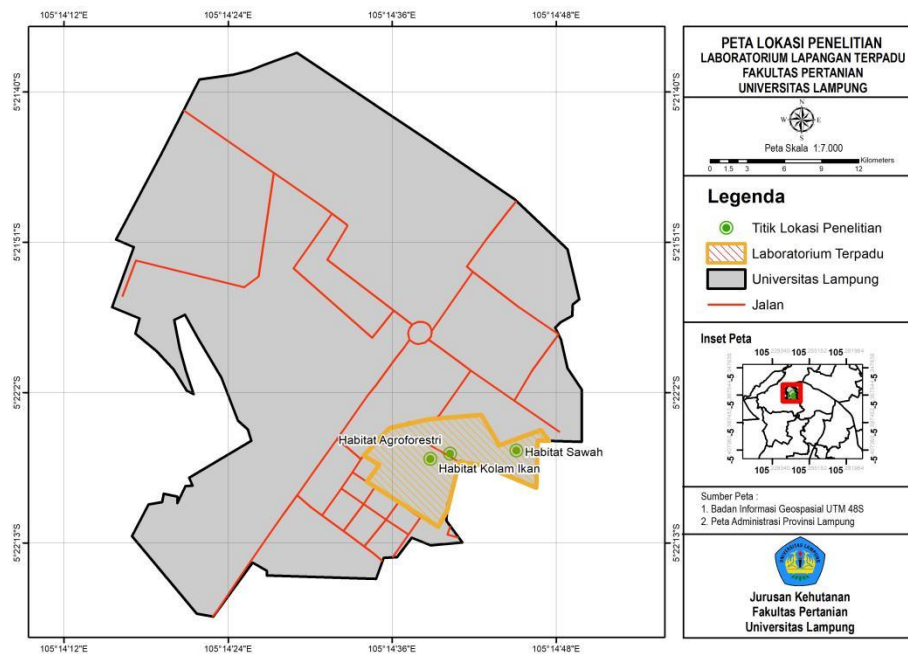 105°14'12"E 105°14'24"E 105°14'36"E 105°14'48"E
5°21'40"S 5°21'40"S
5°21'51"S 5°21'51"S
5°22'2"S 5°22'2"S
5°22'13"S 5°22'13"S
Habitat Agroforestri
Habitat Sawah
Habitat Kolam Ikan
105°14'12"E 105°14'24"E 105°14'36"E 105°14'48"E
PETA LOKASI PENELITIAN
LABORATORIUM LAPANGAN TERPADU
FAKULTAS PERTANIAN
UNIVERSITAS LAMPUNG
N
W E
S
Peta Skala 1:7.000
Kilometers
0 1.5 3 6 9 12
Legenda
Titik Lokasi Penelitian
Laboratorium Terpadu
Universitas Lampung
Jalan
Inset Peta
105 105 105
-5 -5
-5 -5
105 105 105
Sumber Peta :
1. Badan Informasi Geospasial UTM 48S
2. Peta Administrasi Provinsi Lampung
UNIVERSITAS LAMPUNG
Jurusan Kehutanan
Fakultas Pertanian
Universitas Lampung